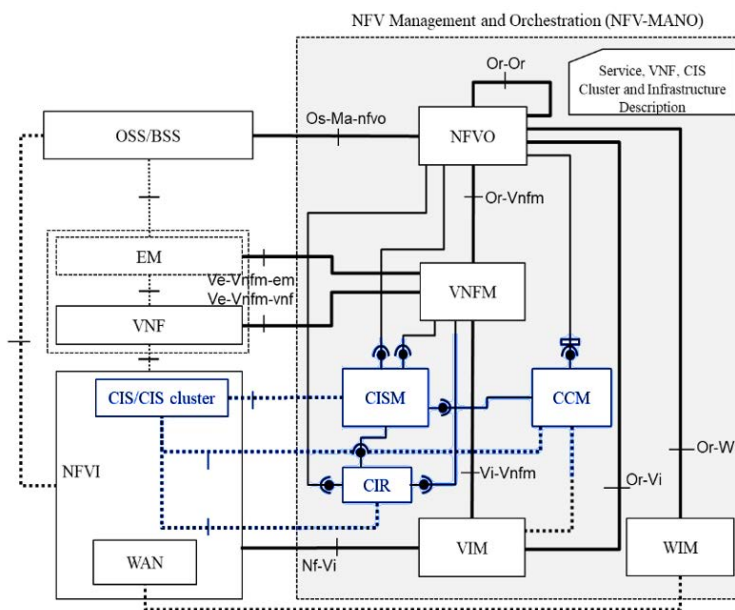 NFV Management and Orchestration (NFV-MANO)
Or-Or
Service, VNF, CIS
Cluster and Infrastructure
Description
Os-Ma-nfvo
OSS/BSS
NFVO
Or-Vnfm
EM
Ve-Vnfm-em
Ve-Vnfm-vnf
VNFM
VNF
CIS/CIS cluster
CISM
CCM
NFVI
Or-W
Vi-Vnfm
Or-Vi
CIR
WAN
Nf-Vi
VIM
WIM